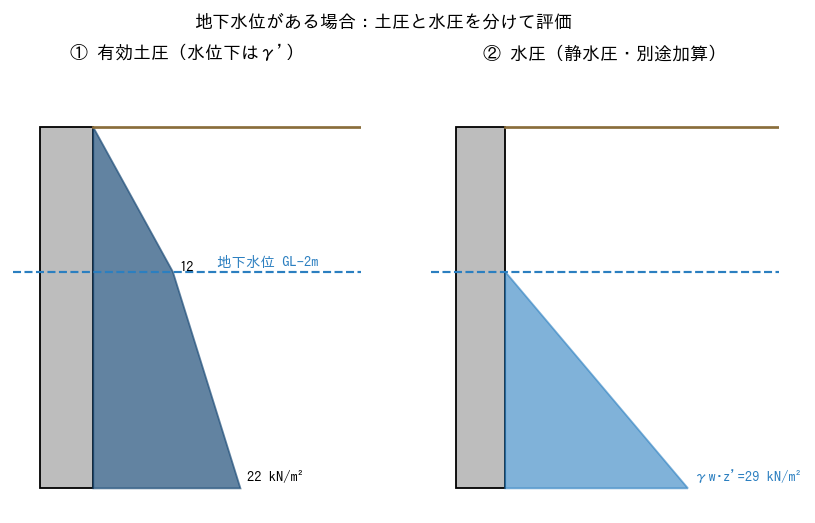 地下水位がある場合：土圧と水圧を分けて評価
① 有効土圧（水位下はγ'）
② 水圧（静水圧・別途加算）
12
地下水位 GL-2m
22 kN/m²
γw·z'=29 kN/m²